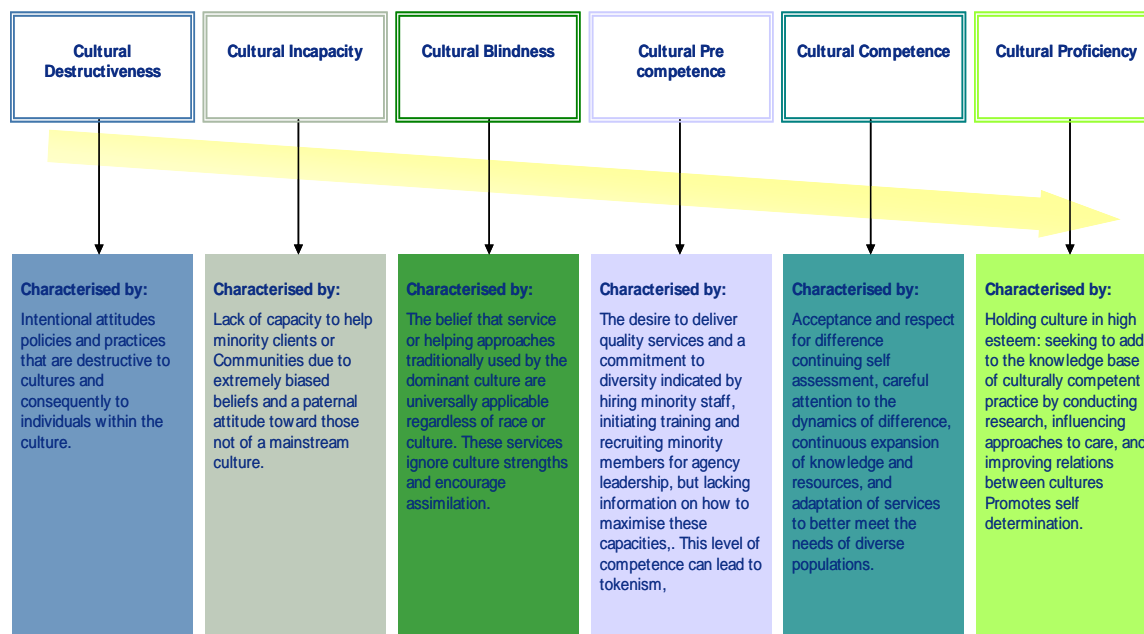 Cultural
Destructiveness
Cultural Incapacity
Cultural Blindness
Cultural Pre
competence
Cultural Competence
Cultural Proficiency
Characterised by:
Intentional attitudes
policies and practices
that are destructive to
cultures and
consequently to
individuals within the
culture.
Characterised by:
Lack of capacity to help
minority clients or
Communities due to
extremely biased
beliefs and a paternal
attitude toward those
not of a mainstream
culture.
Characterised by:
The belief that service
or helping approaches
traditionally used by the
dominant culture are
universally applicable
regardless of race or
culture. These services
ignore culture strengths
and encourage
assimilation.
Characterised by:
The desire to deliver
quality services and a
commitment to
diversity indicated by
hiring minority staff,
initiating training and
recruiting minority
members for agency
leadership, but lacking
information on how to
maximise these
capacities,. This level of
competence can lead to
tokenism,
Characterised by:
Acceptance and respect
for difference
continuing self
assessment, careful
attention to the
dynamics of difference,
continuous expansion
of knowledge and
resources, and
adaptation of services
to better meet the
needs of diverse
populations.
Characterised by:
Holding culture in high
esteem: seeking to add
to the knowledge base
of culturally competent
practice by conducting
research, influencing
approaches to care, and
improving relations
between cultures
Promotes self
determination.